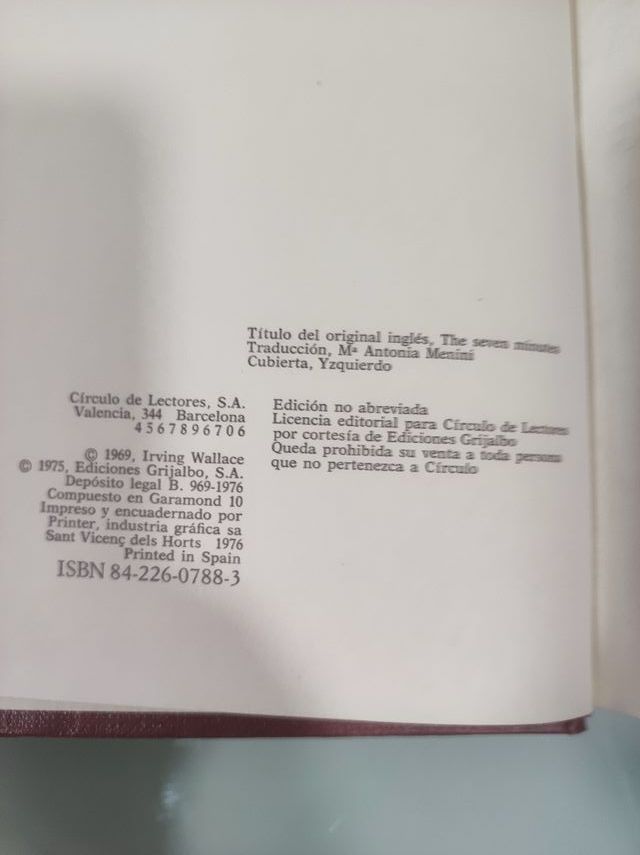 Título del original inglés, The seven minutes
Traducción, Mª Antonia Menini
Cubierta, Yzquierdo
Círculo de Lectores, S.A.
Valencia, 344 Barcelona
4 5 6 7 8 9 6 7 0 6
© 1969, Irving Wallace
© 1975, Ediciones Grijalbo, S.A.
Depósito legal B. 969-1976
Compuesto en Garamond 10
Impreso y encuadernado por
Printer, industria gráfica sa
Sant Vicenç dels Horts 1976
Printed in Spain
ISBN 84-226-0788-3
Edición no abreviada
Licencia editorial para Círculo de Lectores
por cortesía de Ediciones Grijalbo
Queda prohibida su venta a toda persona
que no pertenezca a Círculo